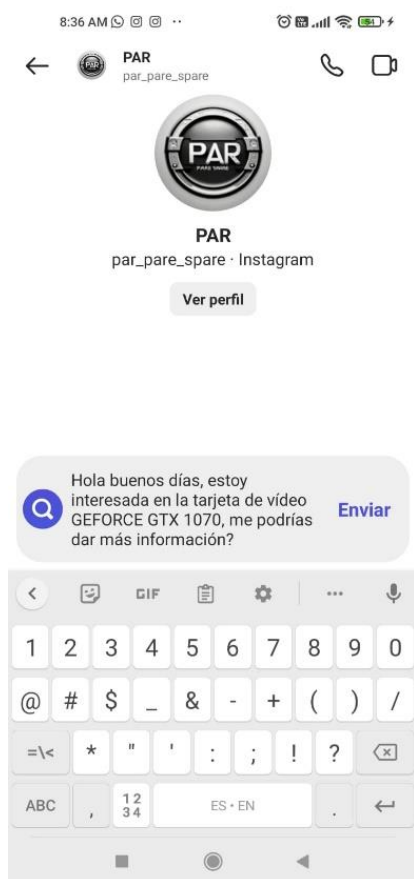 8:36 AM
54
PAR
par_pare_spare
PAR
PARE SPARE
PAR
par_pare_spare · Instagram
Ver perfil
Hola buenos días, estoy
interesada en la tarjeta de vídeo
GEFORCE GTX 1070, me podrías
dar más información?
Enviar
GIF
1 2 3 4 5 6 7 8 9 0
@ # $ _ & - + ( ) /
=\< * " ' : ; ! ?
ABC , 12 34 ES • EN .